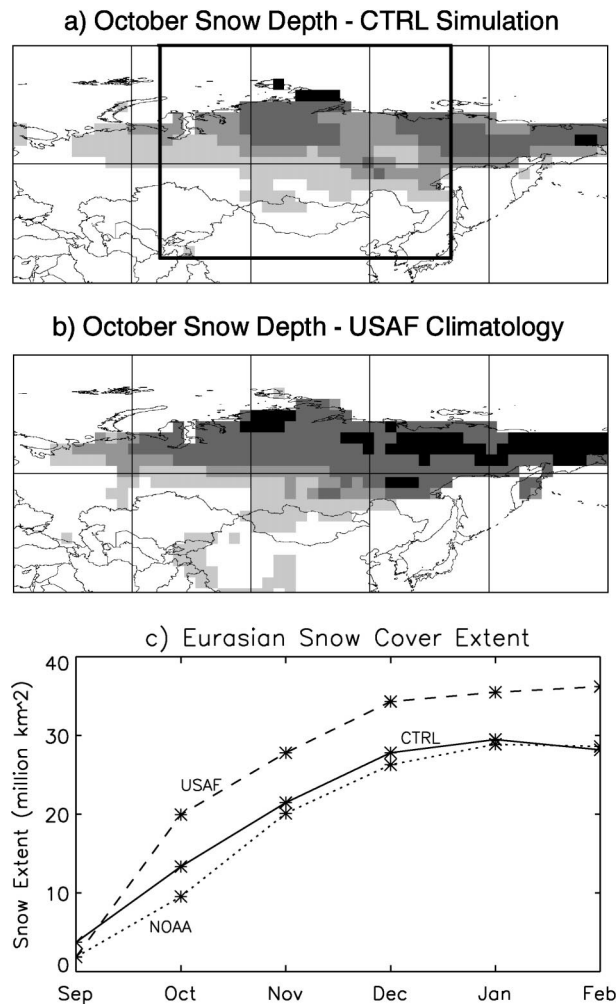 a) October Snow Depth - CTRL Simulation
b) October Snow Depth - USAF Climatology
c) Eurasian Snow Cover Extent
Snow Extent (million km^2)
40
30
20
10
0
USAF
CTRL
NOAA
Sep Oct Nov Dec Jan Feb